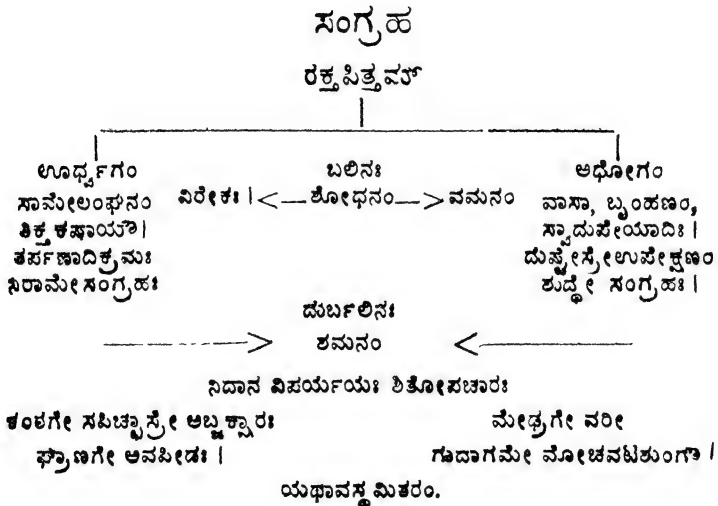 ಸಂಗ್ರಹ
ರಕ್ತಪಿತ್ತಮ್
ಊರ್ಧ್ವಗಂ
ಸಾಮೇಲಂಘನಂ
ತಿಕ್ತಕಷಾಯೌ।
ತರ್ಪಣಾದಿಕ್ರಮಃ
ನಿರಾಮೇಸಂಗ್ರಹಃ
ಬಲಿನಃ
ವಿರೇಕಃ। <—ಶೋಧನಂ—> ವಮನಂ
ಅಧೋಗಂ
ವಾಸಾ, ಬೃಂಹಣಂ,
ಸ್ವಾದುಪೇಯಾದಿಃ।
ದುಷ್ಟೇಸ್ರೇಉಪೇಕ್ಷಣಂ
ಶುದ್ಧೇ ಸಂಗ್ರಹಃ।
ದುರ್ಬಲಿನಃ
ಶಮನಂ
ನಿದಾನ ವಿಪರ್ಯಯಃ ಶಿತೋಪಚಾರಃ
ಕಂಠಗೇ ಸಪಿಚ್ಛಾಸ್ರೇ ಅಬ್ಜಕ್ಷಾರಃ
ಘ್ರಾಣಗೇ ಅವಪೀಡಃ।
ಮೇಢ್ರಗೇ ವರೀ
ಗೂದಾಗಮೇ ಮೋಚವಟಶುಂಗೌ।
ಯಥಾವಸ್ಥಮಿತರಂ.